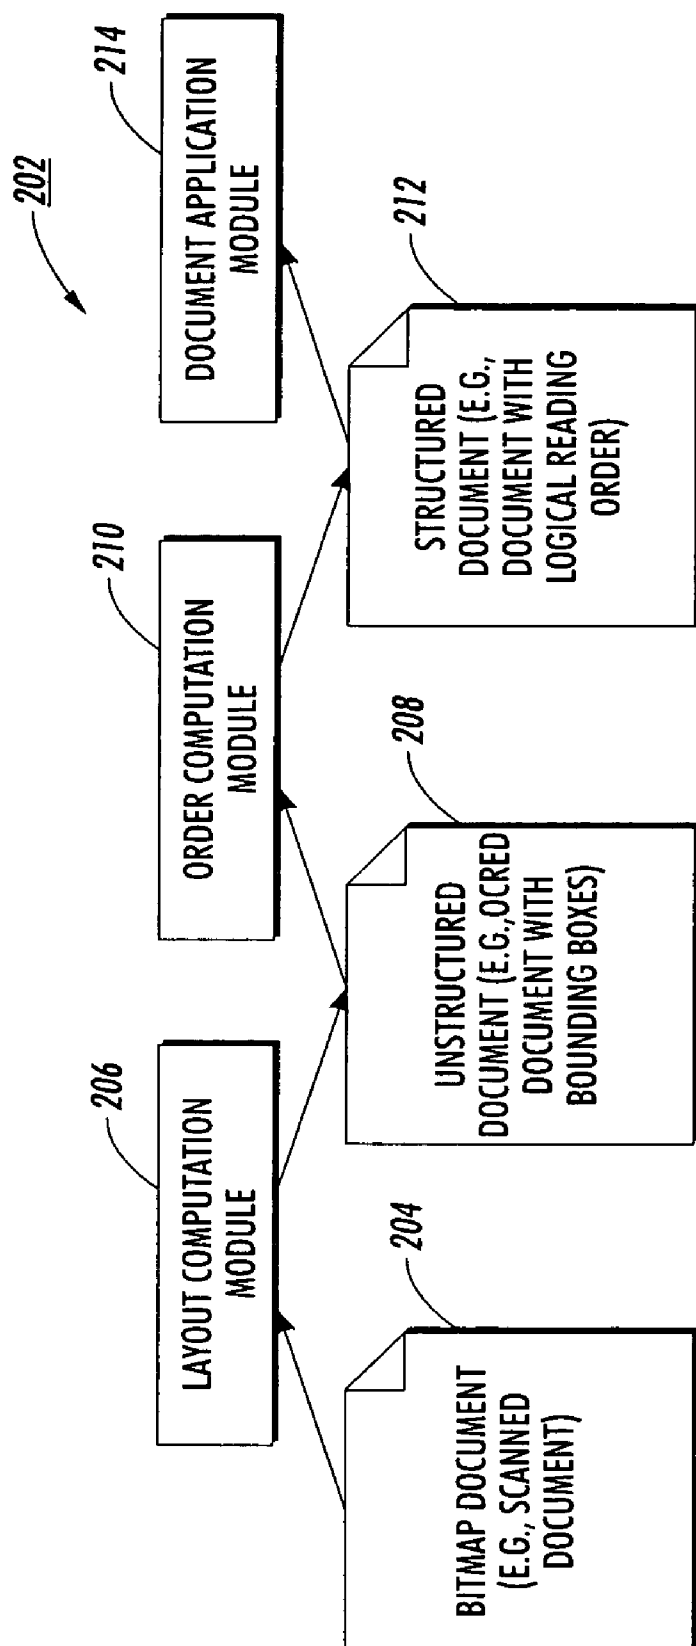 202
LAYOUT COMPUTATION
MODULE
206
ORDER COMPUTATION
MODULE
210
DOCUMENT APPLICATION
MODULE
214
BITMAP DOCUMENT
(E.G., SCANNED
DOCUMENT)
204
UNSTRUCTURED
DOCUMENT (E.G.,OCRED
DOCUMENT WITH
BOUNDING BOXES)
208
STRUCTURED
DOCUMENT (E.G.,
DOCUMENT WITH
LOGICAL READING
ORDER)
212